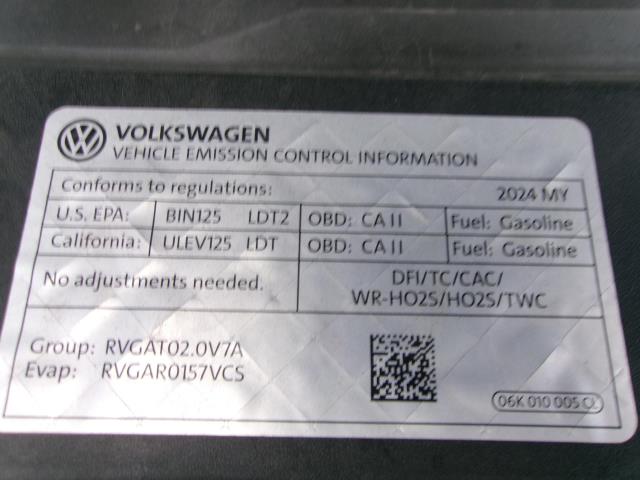 VOLKSWAGEN
VEHICLE EMISSION CONTROL INFORMATION
Conforms to regulations: 2024 MY
U.S. EPA: BIN125 LDT2 OBD: CA II Fuel: Gasoline
California: ULEV125 LDT OBD: CA II Fuel: Gasoline
No adjustments needed. DFI/TC/CAC/
WR-HO2S/HO2S/TWC
Group: RVGAT02.0V7A
Evap: RVGAR0157VCS
06K 010 005 CL